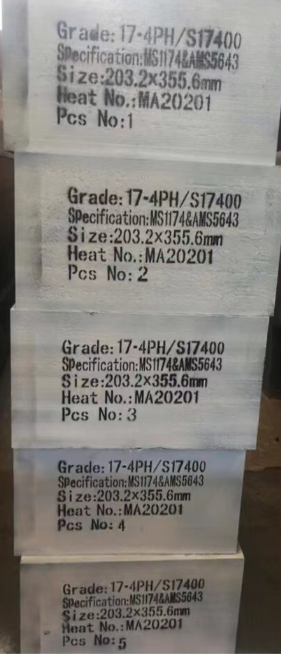 Grade: 17-4PH/S17400
Specification:MS1174&AMS5643
Size:203.2×355.6mm
Heat No.:MA20201
Pcs No:1
Grade: 17-4PH/S17400
Specification:MS1174&AMS5643
Size:203.2×355.6mm
Heat No.:MA20201
Pcs No: 2
Grade: 17-4PH/S17400
Specification:MS1174&AMS5643
Size:203.2×355.6mm
Heat No.:MA20201
Pcs No: 3
Grade: 17-4PH/S17400
Specification:MS1174&AMS5643
Size:203.2×355.6mm
Heat No.:MA20201
Pcs No: 4
Grade: 17-4PH/S17400
Specification:MS1174&AMS5643
Size:203.2×355.6mm
Heat No.:MA20201
Pcs No: 5